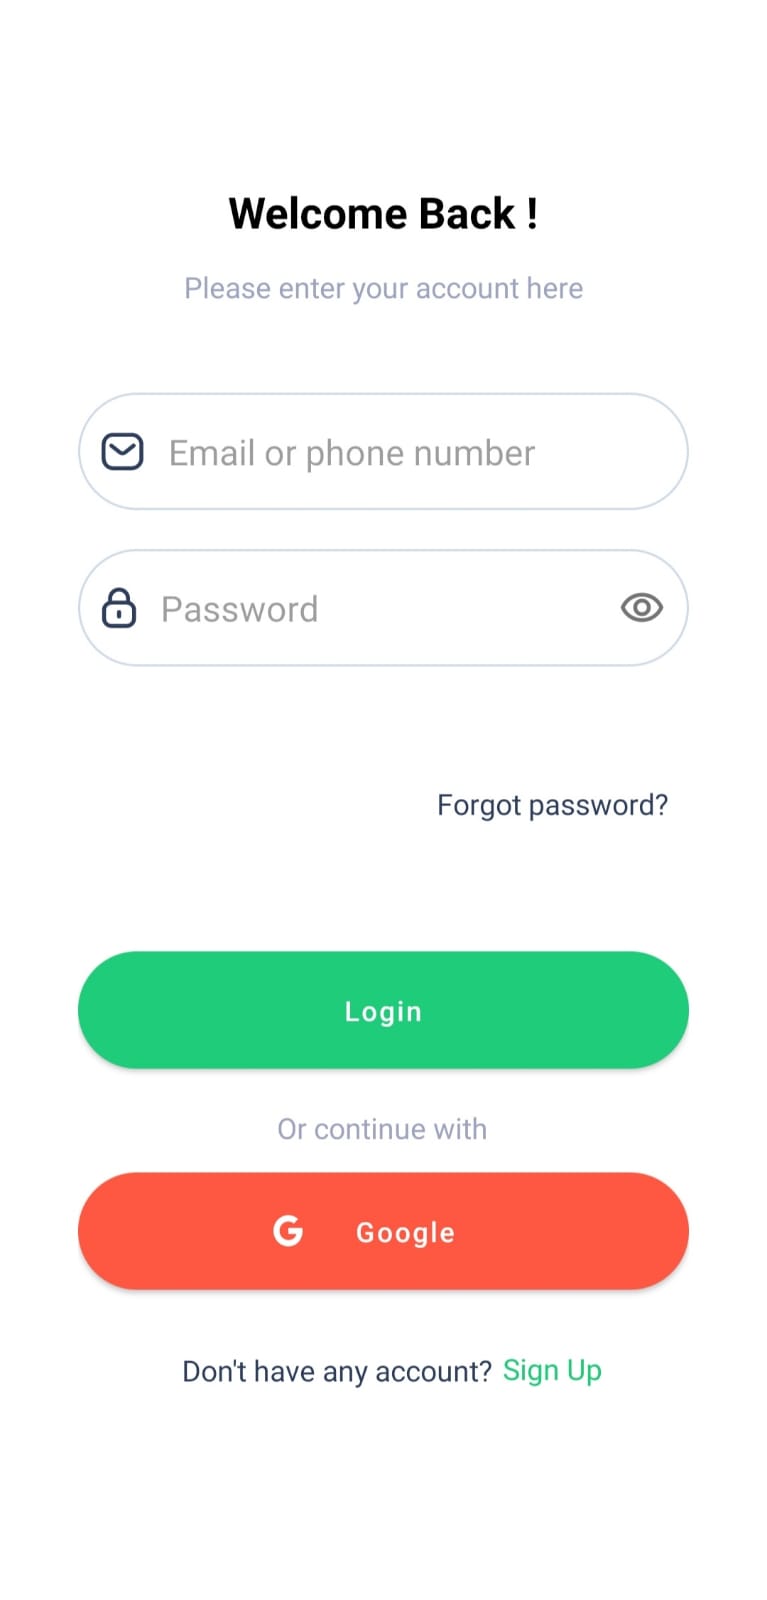 Welcome Back !
Please enter your account here
Email or phone number
Password
Forgot password?
Login
Or continue with
G Google
Don't have any account? Sign Up